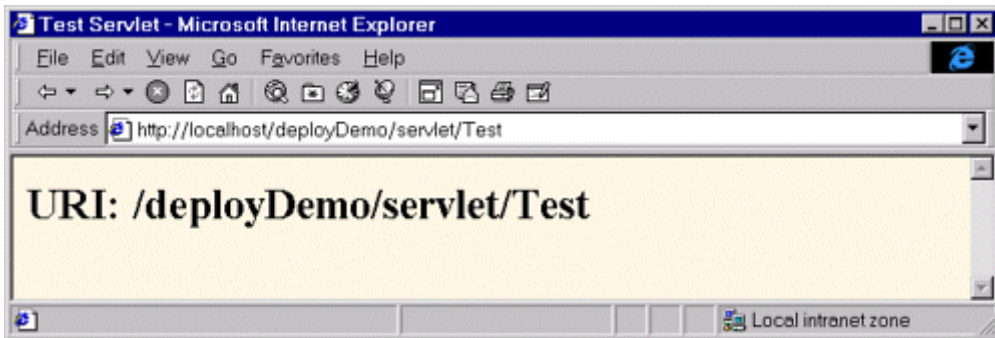 Test Servlet - Microsoft Internet Explorer
File Edit View Go Favorites Help
Address http://localhost/deployDemo/servlet/Test
URI: /deployDemo/servlet/Test
Local intranet zone